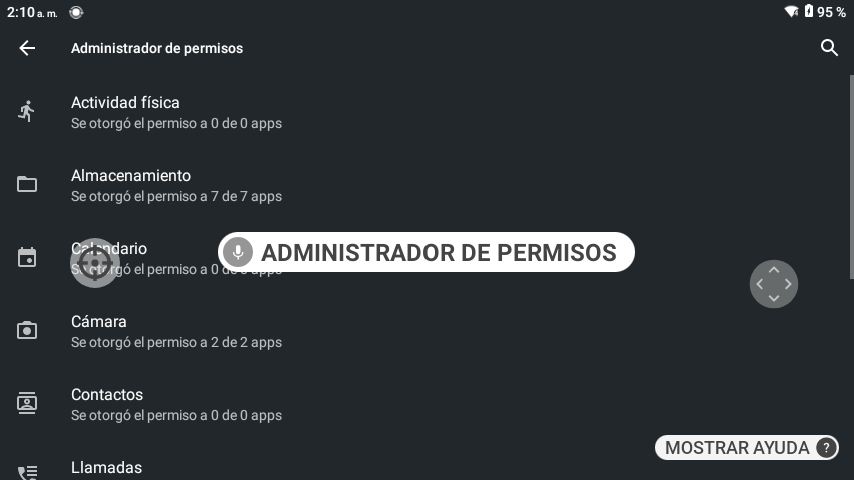 2:10 a. m.
95 %
Administrador de permisos
Actividad física
Se otorgó el permiso a 0 de 0 apps
Almacenamiento
Se otorgó el permiso a 7 de 7 apps
Calendario
ADMINISTRADOR DE PERMISOS
Se otorgó el permiso a 0 de 0 apps
Cámara
Se otorgó el permiso a 2 de 2 apps
Contactos
Se otorgó el permiso a 0 de 0 apps
MOSTRAR AYUDA ?
Llamadas